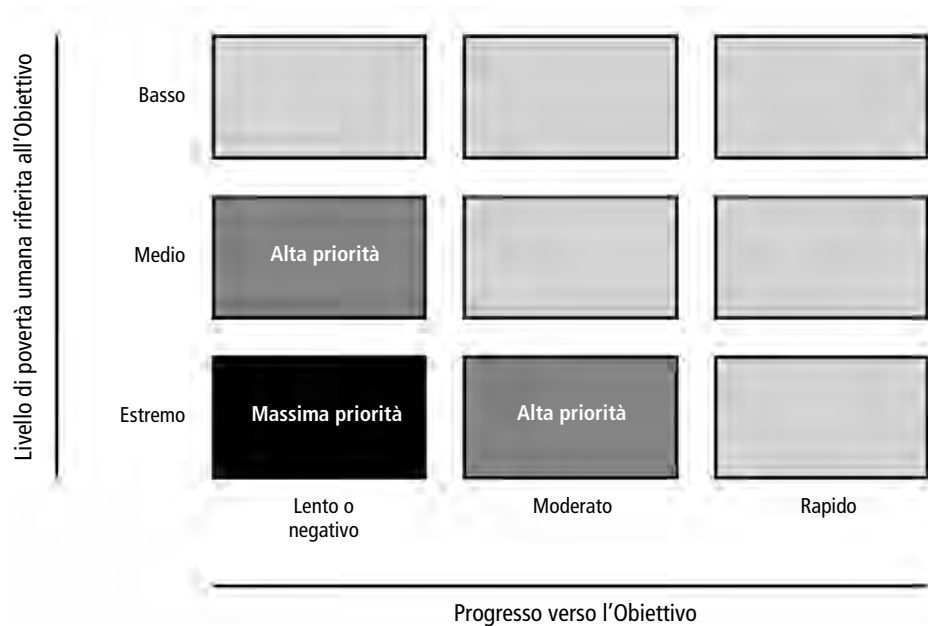 Livello di povertà umana riferita all'Obiettivo
Basso
Medio
Alta priorità
Estremo
Massima priorità
Alta priorità
Lento o
negativo
Moderato
Rapido
Progresso verso l'Obiettivo